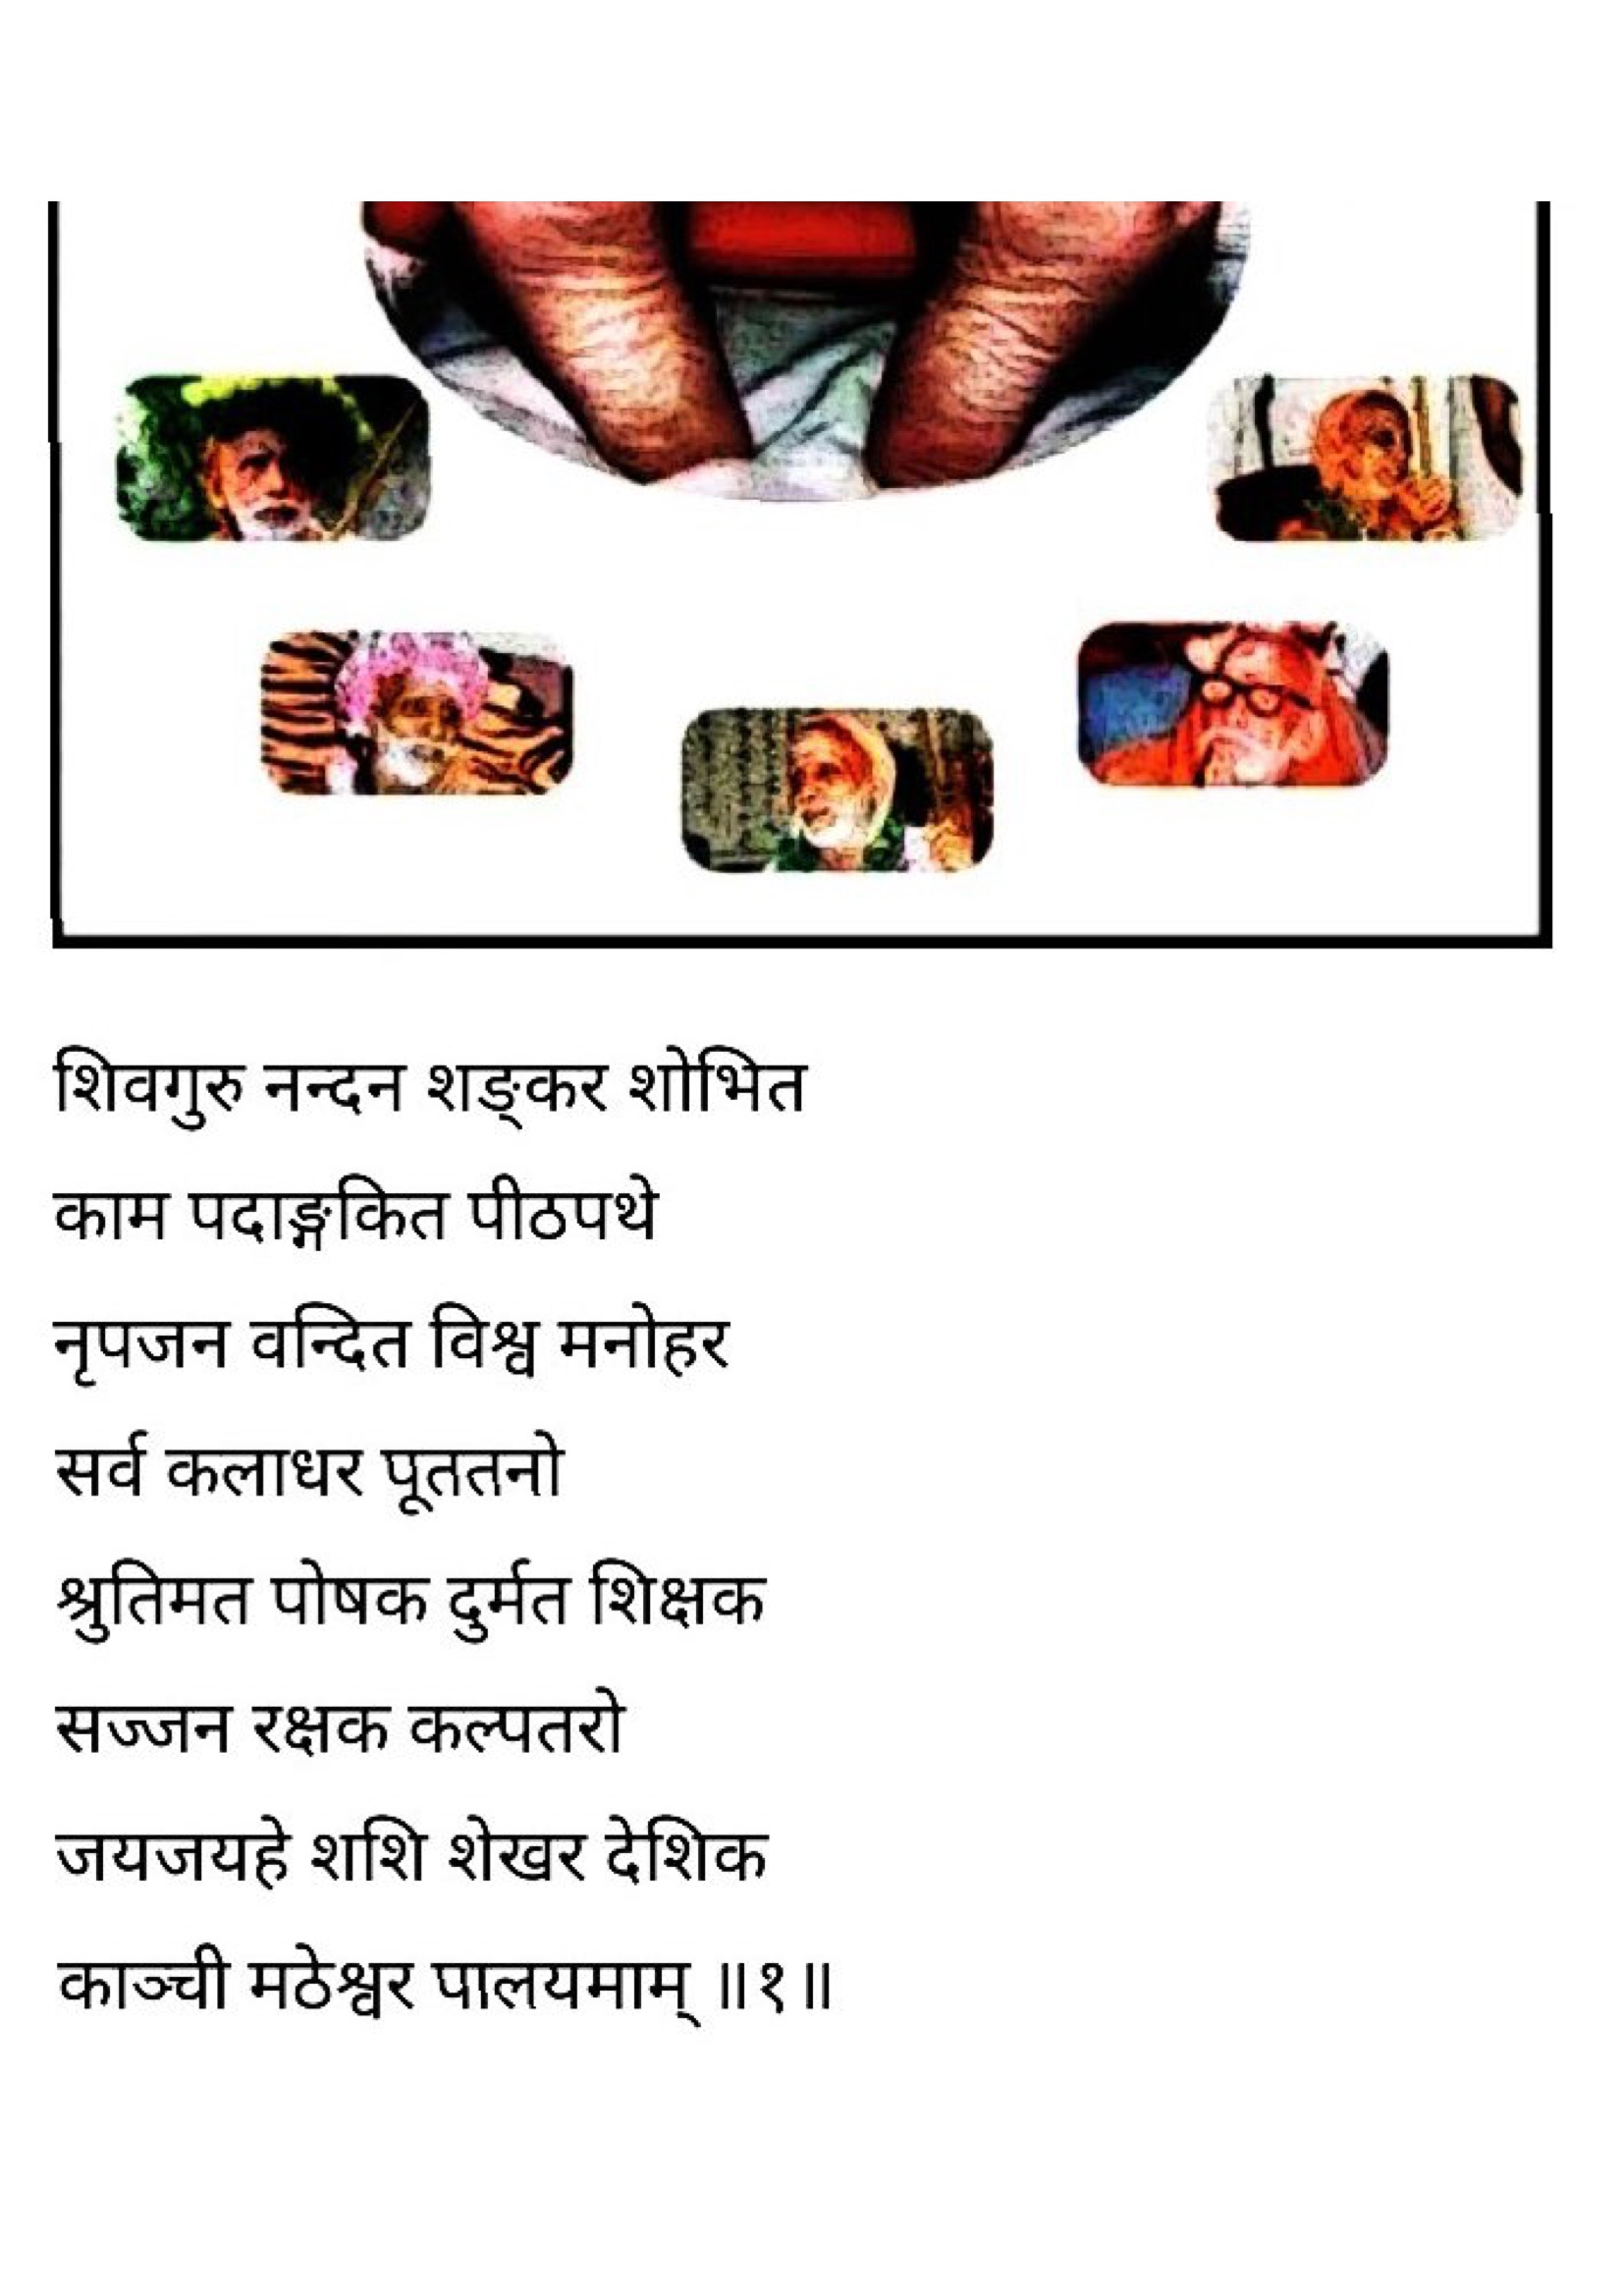 शिवगुरु नन्दन शङ्कर शोभित
काम पदाङ्गकित पीठपथे
नृपजन वन्दित विश्व मनोहर
सर्व कलाधर पूततनो
श्रुतिमत पोषक दुर्मत शिक्षक
सज्जन रक्षक कल्पतरो
जयजयहे शशि शेखर देशिक
काञ्ची मठेश्वर पालयमाम् ॥१॥